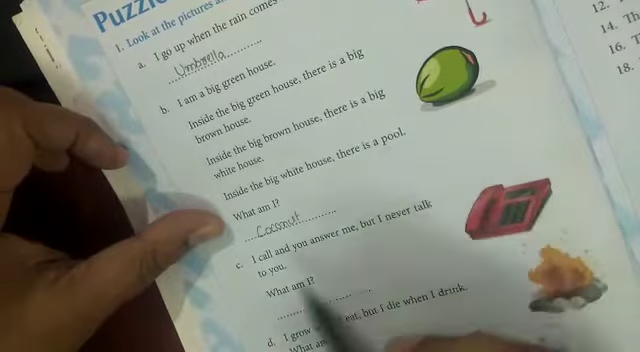 Puzzle
1. Look at the pictures
a. I go up when the rain comes
Umbrella
b. I am a big green house.
Inside the big green house, there is a big
brown house.
Inside the big brown house, there is a big
white house.
Inside the big white house, there is a pool.
What am I?
Coconut
c. I call and you answer me, but I never talk
to you.
What am I?
d. I grow eat, but I die when I drink.
What am
12.
14. Th
16. T
18.